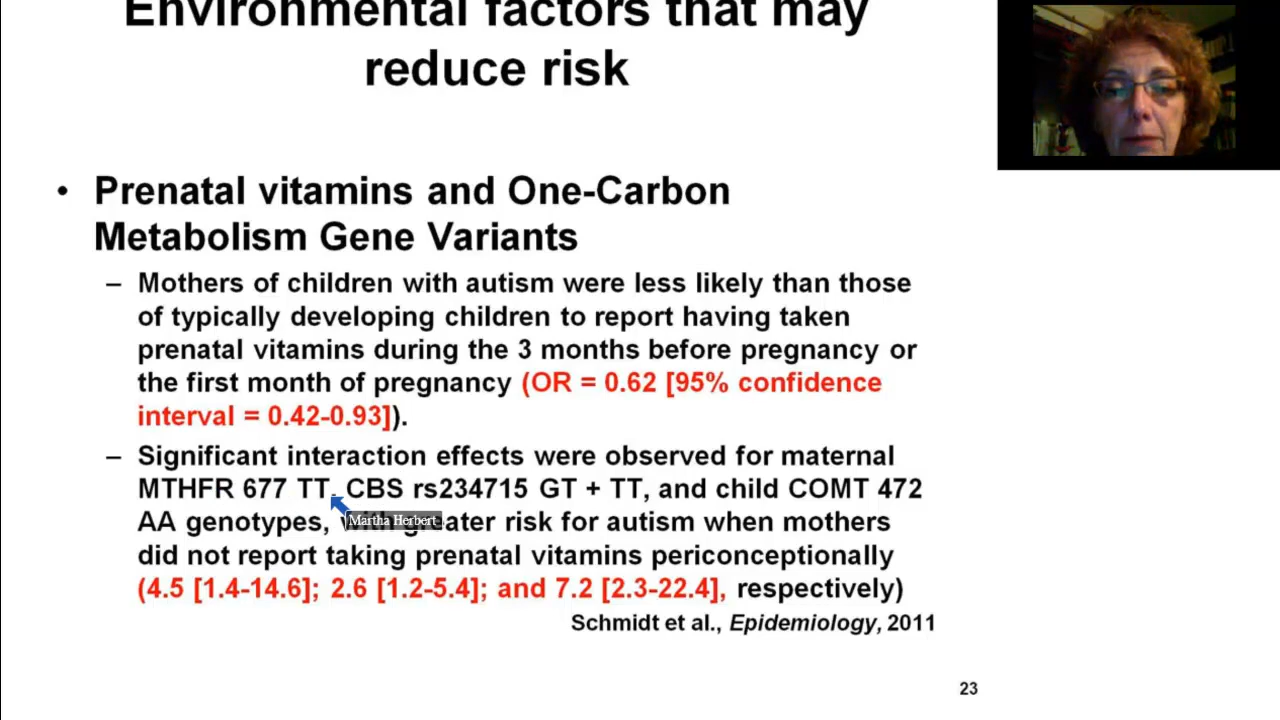 Environmental factors that may
reduce risk
• Prenatal vitamins and One-Carbon
Metabolism Gene Variants
– Mothers of children with autism were less likely than those
of typically developing children to report having taken
prenatal vitamins during the 3 months before pregnancy or
the first month of pregnancy (OR = 0.62 [95% confidence
interval = 0.42-0.93]).
– Significant interaction effects were observed for maternal
MTHFR 677 TT, CBS rs234715 GT + TT, and child COMT 472
AA genotypes, with greater risk for autism when mothers
Martha Herbert
did not report taking prenatal vitamins periconceptionally
(4.5 [1.4-14.6]; 2.6 [1.2-5.4]; and 7.2 [2.3-22.4], respectively)
Schmidt et al., Epidemiology, 2011
23